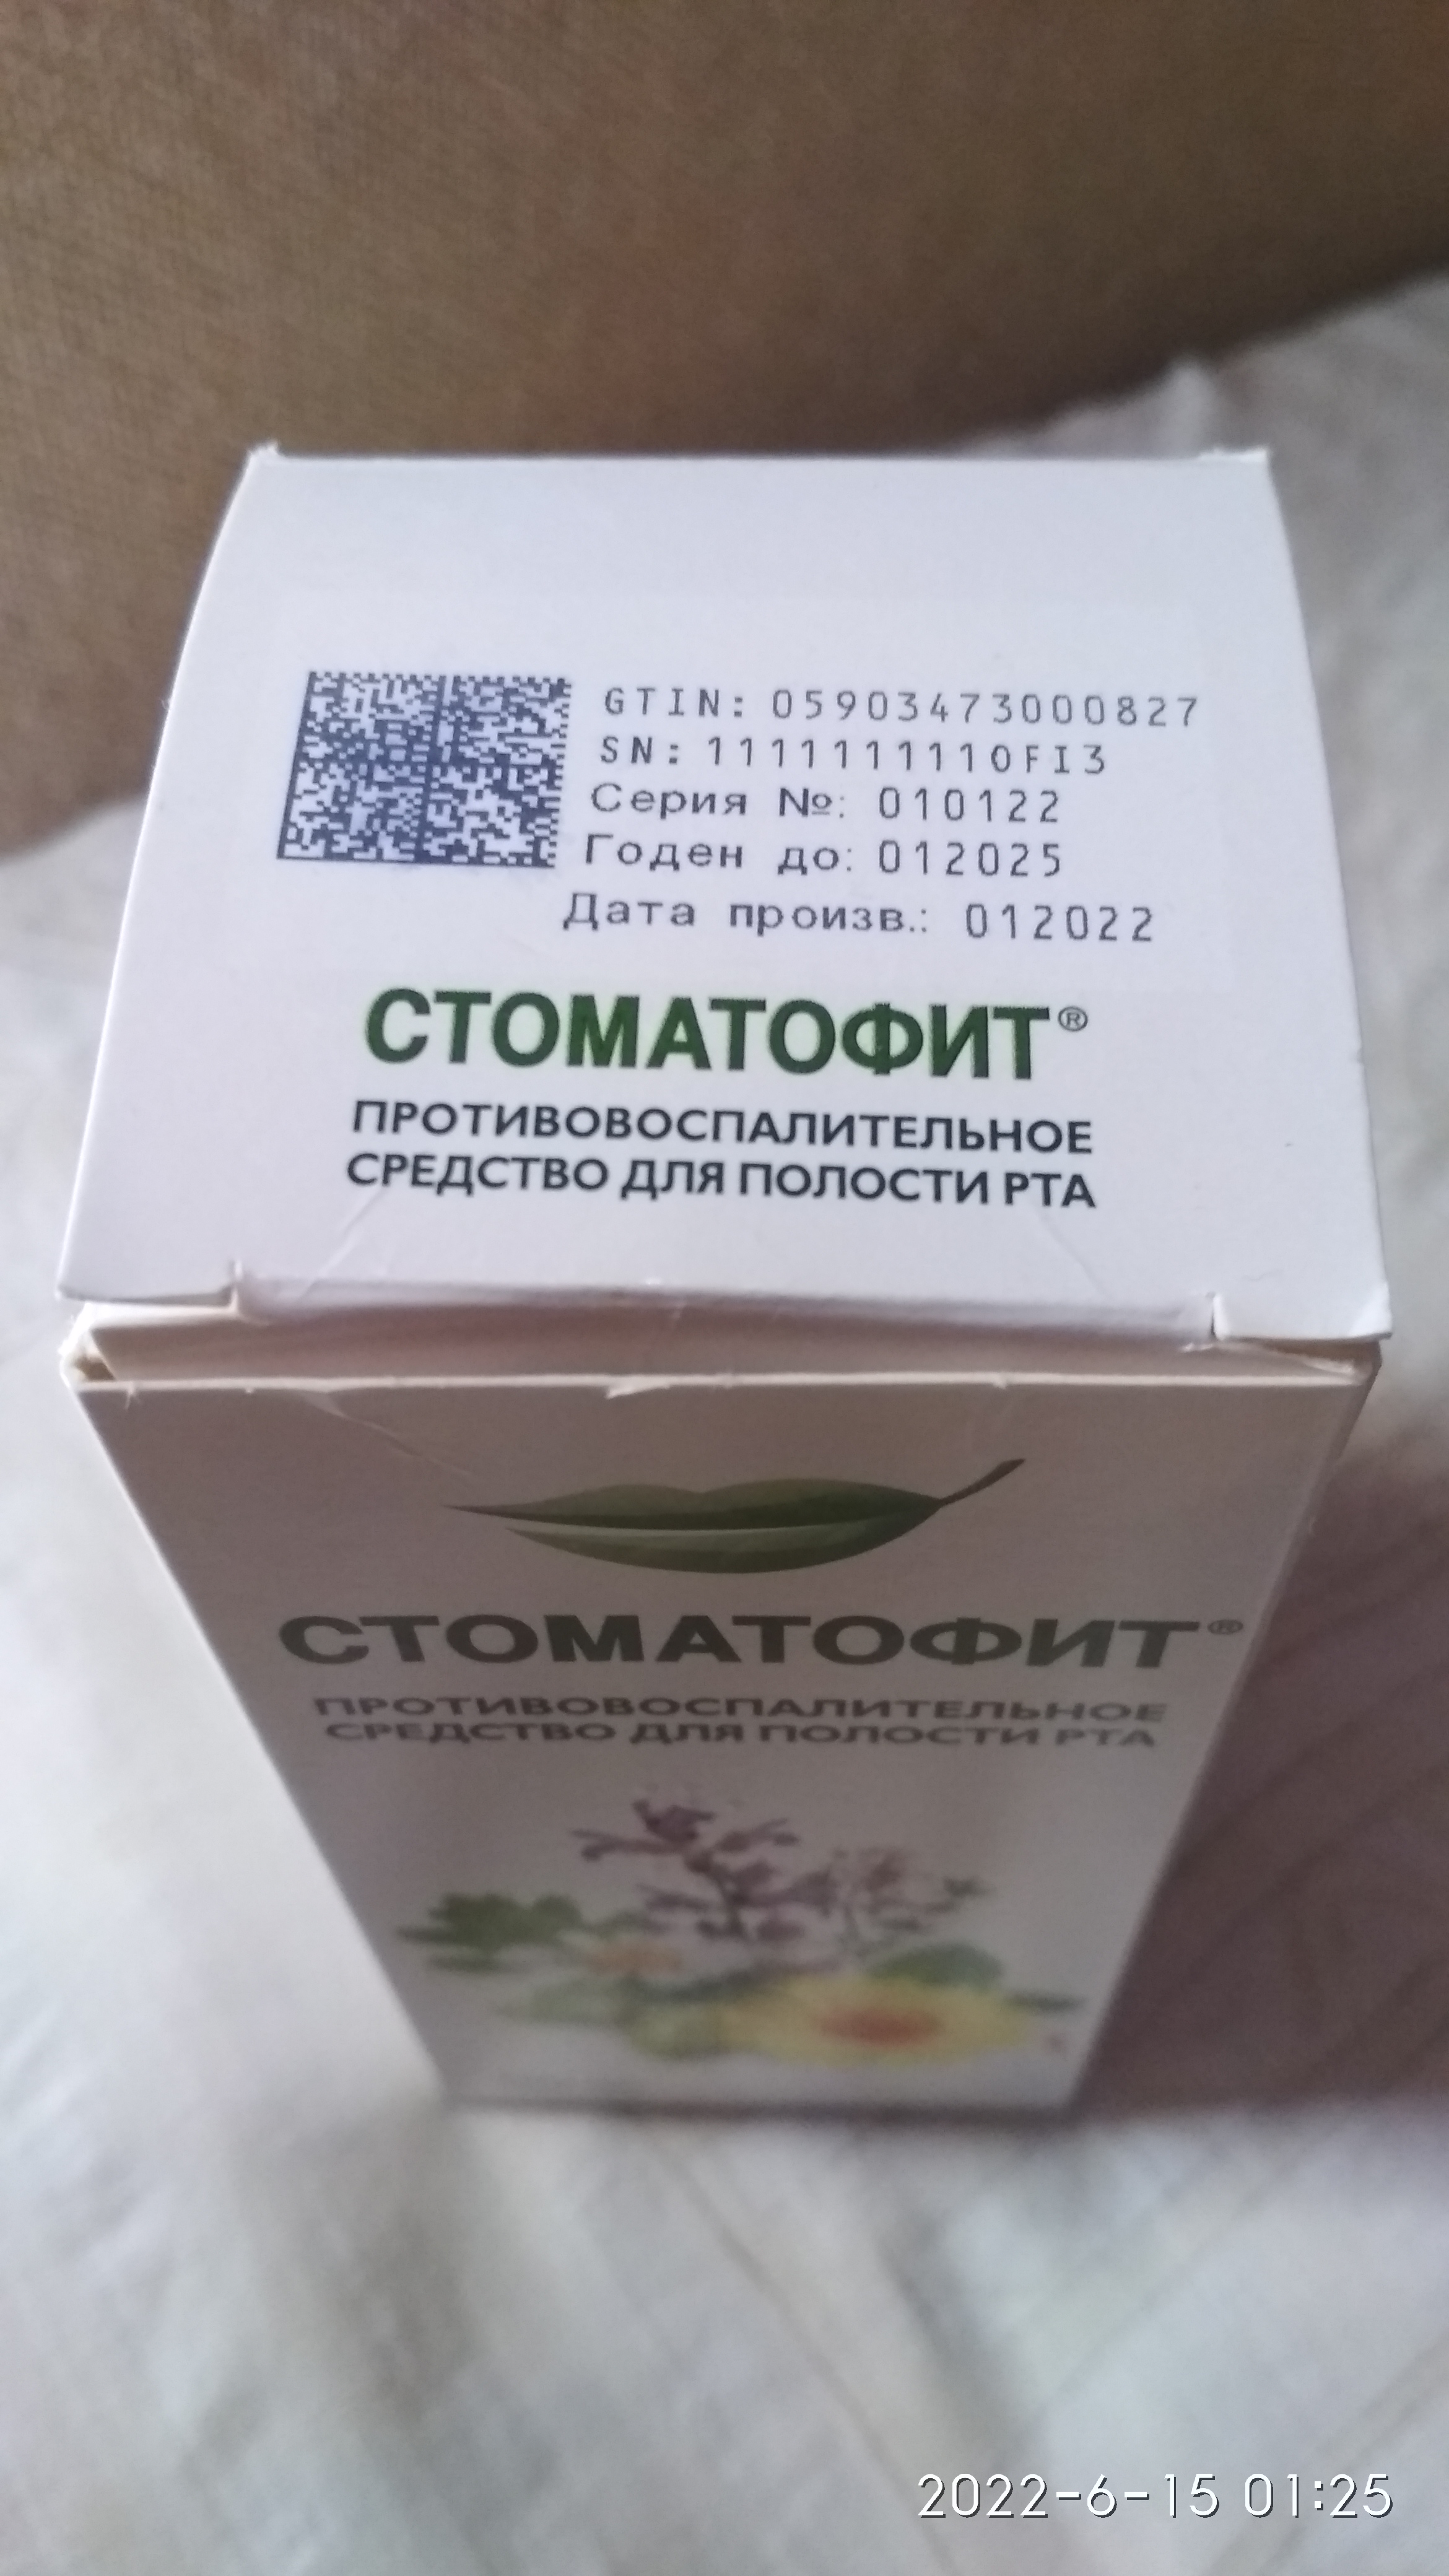 GTIN: 05903473000827
SN: 1111111110FI3
Серия №: 010122
Годен до: 012025
Дата произв.: 012022
СТОМАТОФИТ®
ПРОТИВОВОСПАЛИТЕЛЬНОЕ
СРЕДСТВО ДЛЯ ПОЛОСТИ РТА
СТОМАТОФИТ®
ПРОТИВОВОСПАЛИТЕЛЬНОЕ
СРЕДСТВО ДЛЯ ПОЛОСТИ РТА
2022-6-15 01:25